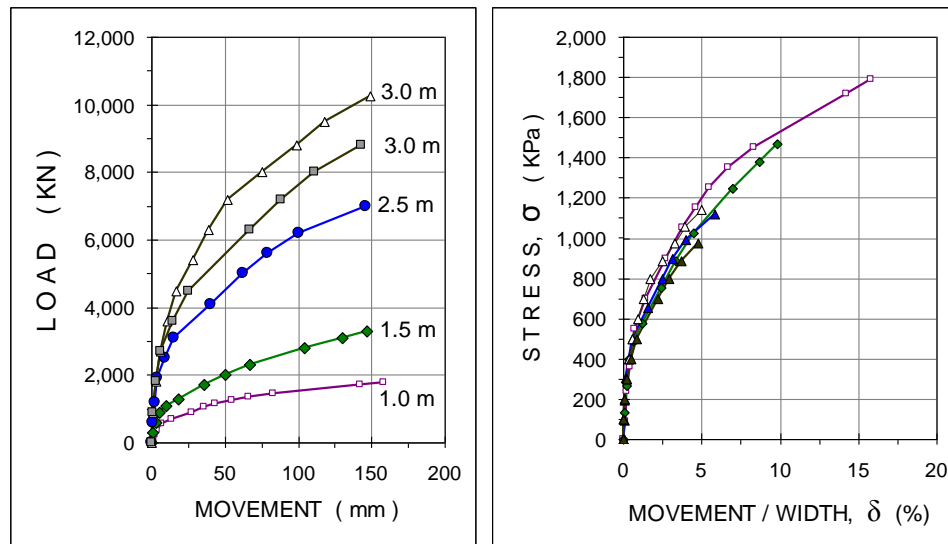 12,000
10,000
8,000
6,000
4,000
2,000
0
LOAD (KN)
3.0 m
3.0 m
2.5 m
1.5 m
1.0 m
0 50 100 150 200
MOVEMENT ( mm )
2,000
1,800
1,600
1,400
1,200
1,000
800
600
400
200
0
STRESS, σ ( KPa)
0 5 10 15 20
MOVEMENT / WIDTH, δ (%)